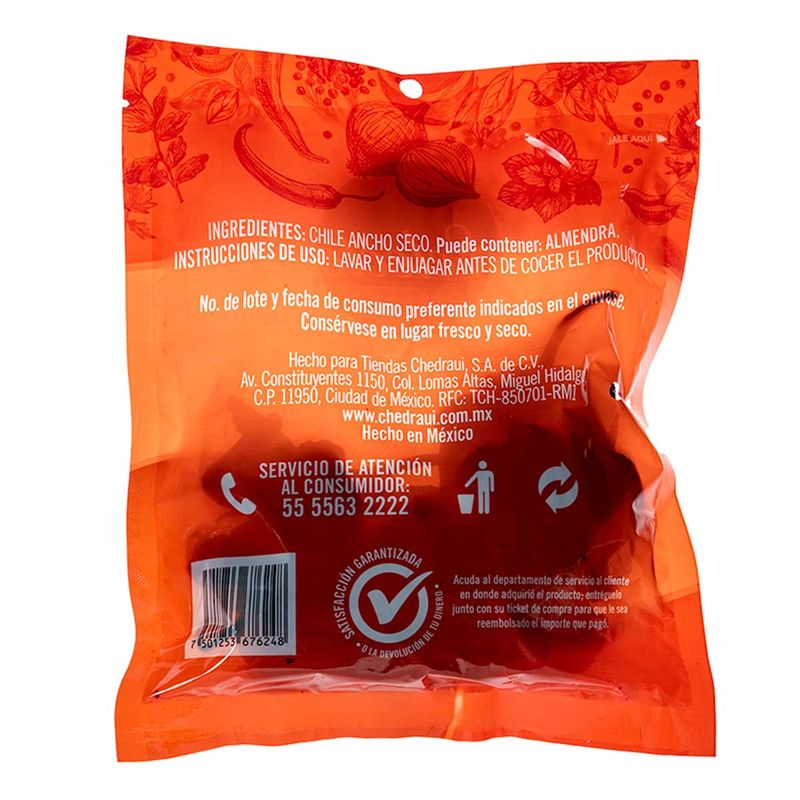 JALE AQUÍ
INGREDIENTES: CHILE ANCHO SECO. Puede contener: ALMENDRA.
INSTRUCCIONES DE USO: LAVAR Y ENJUAGAR ANTES DE COCER EL PRODUCTO.
No. de lote y fecha de consumo preferente indicados en el envase.
Consérvese en lugar fresco y seco.
Hecho para Tiendas Chedraui, S.A. de C.V.,
Av. Constituyentes 1150, Col. Lomas Altas, Miguel Hidalgo
C.P. 11950, Ciudad de México. RFC: TCH-850701-RM1
www.chedraui.com.mx
Hecho en México
SERVICIO DE ATENCIÓN
AL CONSUMIDOR:
55 5563 2222
7 501253 676248
SATISFACCIÓN GARANTIZADA
• O LA DEVOLUCIÓN DE TU DINERO •
Acuda al departamento de servicio al cliente
en donde adquirió el producto; entréguelo
junto con su ticket de compra para que le sea
reembolsado el importe que pagó.